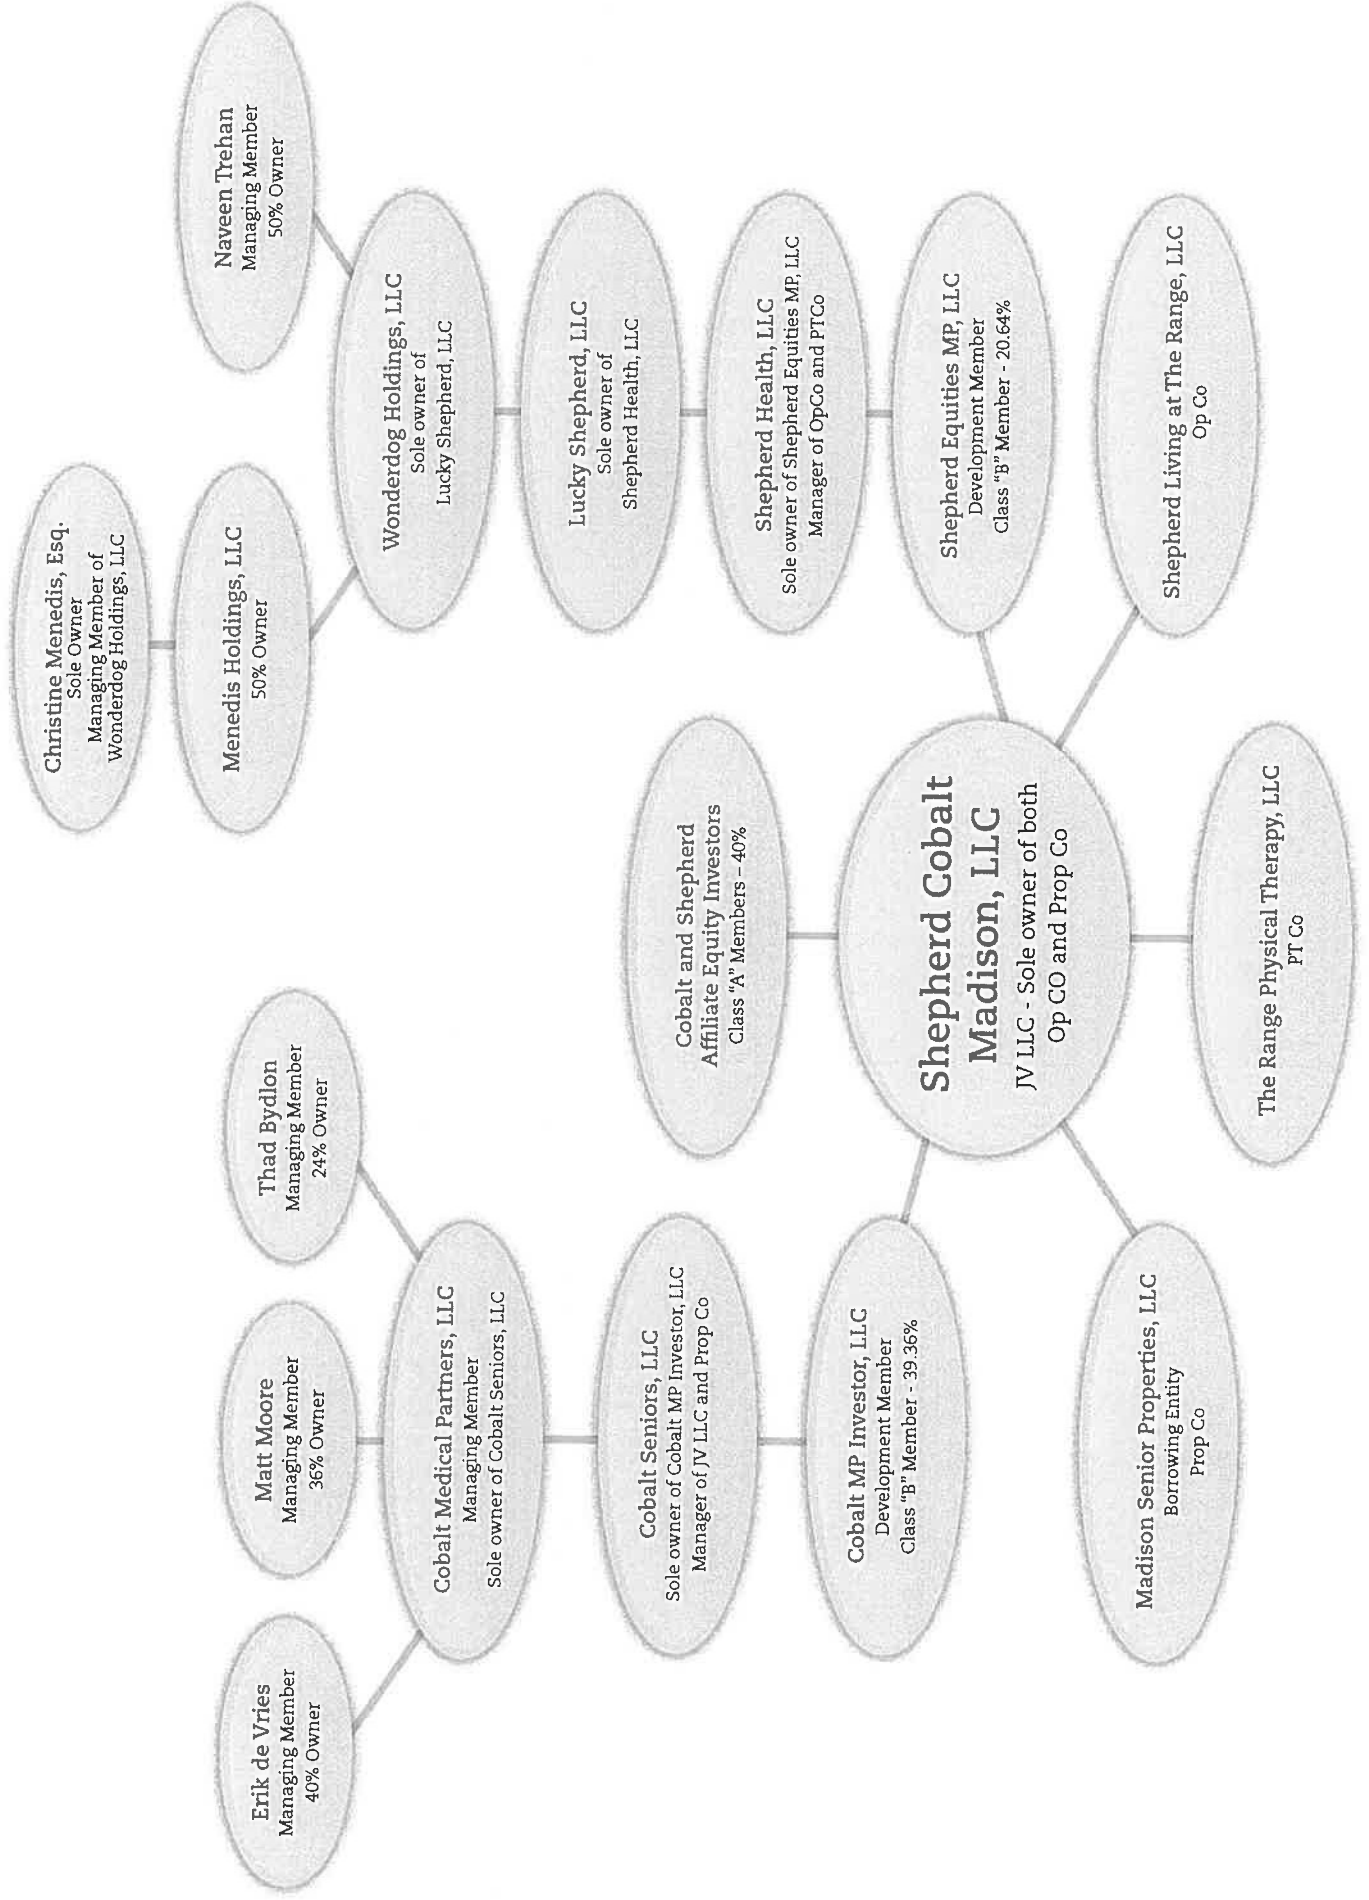 Christine Menedis, Esq.
Sole Owner
Managing Member of
Wonderdog Holdings, LLC
Menedis Holdings, LLC
50% Owner
Naveen Trehan
Managing Member
50% Owner
Wonderdog Holdings, LLC
Sole owner of
Lucky Shepherd, LLC
Lucky Shepherd, LLC
Sole owner of
Shepherd Health, LLC
Shepherd Health, LLC
Sole owner of Shepherd Equities MP, LLC
Manager of OpCo and PTCo
Shepherd Equities MP, LLC
Development Member
Class "B" Member - 20.64%
Erik de Vries
Managing Member
40% Owner
Matt Moore
Managing Member
36% Owner
Thad Bydlon
Managing Member
24% Owner
Cobalt Medical Partners, LLC
Managing Member
Sole owner of Cobalt Seniors, LLC
Cobalt Seniors, LLC
Sole owner of Cobalt MP Investor, LLC
Manager of JV LLC and Prop Co
Cobalt MP Investor, LLC
Development Member
Class "B" Member - 39.36%
Cobalt and Shepherd
Affiliate Equity Investors
Class "A" Members – 40%
Shepherd Cobalt
Madison, LLC
JV LLC - Sole owner of both
Op CO and Prop Co
Madison Senior Properties, LLC
Borrowing Entity
Prop Co
The Range Physical Therapy, LLC
PT Co
Shepherd Living at The Range, LLC
Op Co